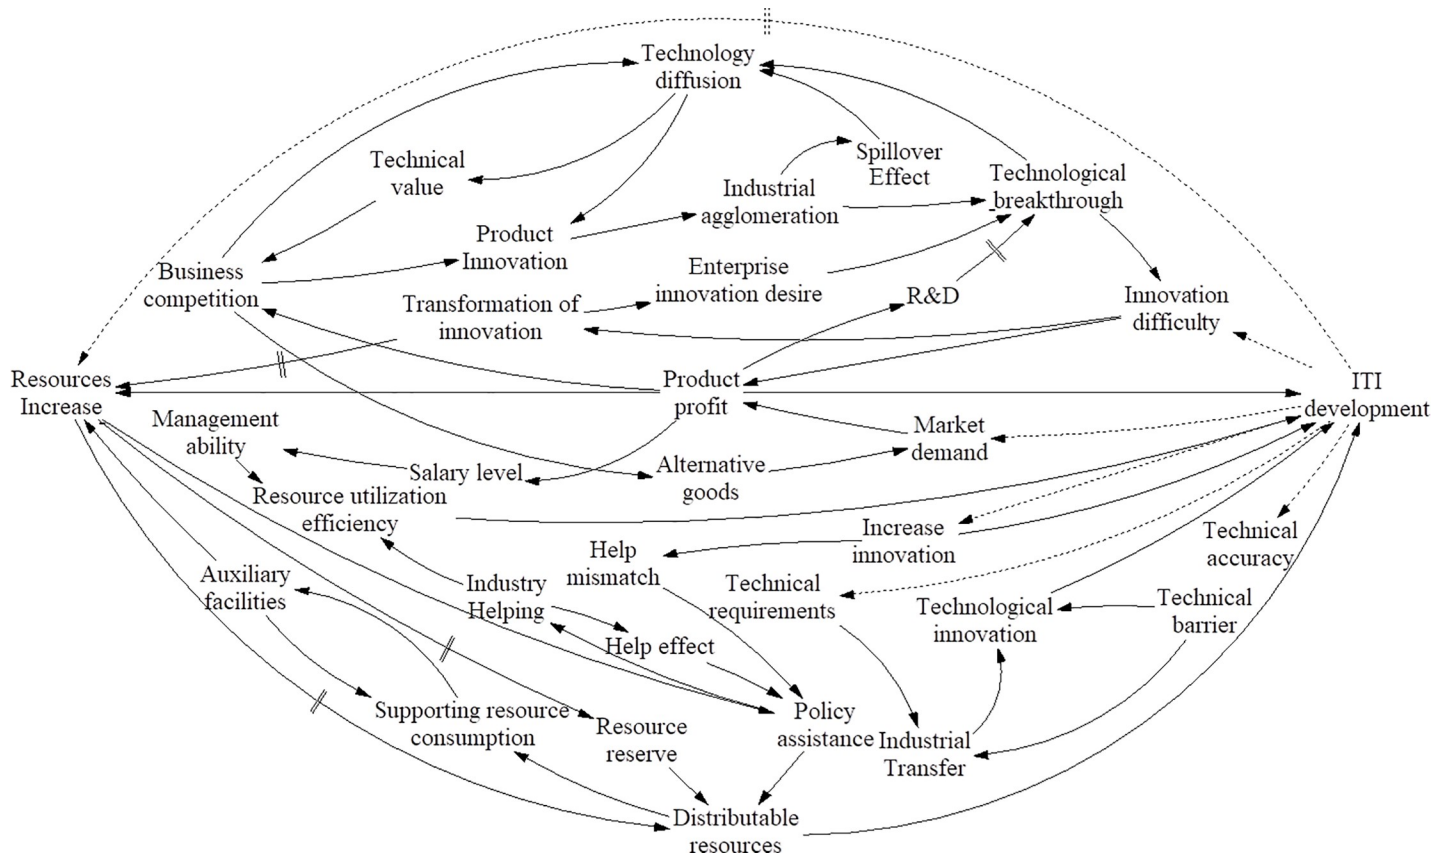 Technology
diffusion
Technical
value
Spillover
Effect
Industrial
agglomeration
Technological
breakthrough
Product
Innovation
Business
competition
Enterprise
innovation desire
R&D
Innovation
difficulty
Transformation of
innovation
Resources
Increase
Product
profit
ITI
development
Management
ability
Market
demand
Salary level
Alternative
goods
Resource utilization
efficiency
Increase
innovation
Technical
accuracy
Help
mismatch
Auxiliary
facilities
Industry
Helping
Technical
requirements
Technological
innovation
Technical
barrier
Help effect
Supporting resource
consumption
Resource
reserve
Policy
assistance
Industrial
Transfer
Distributable
resources